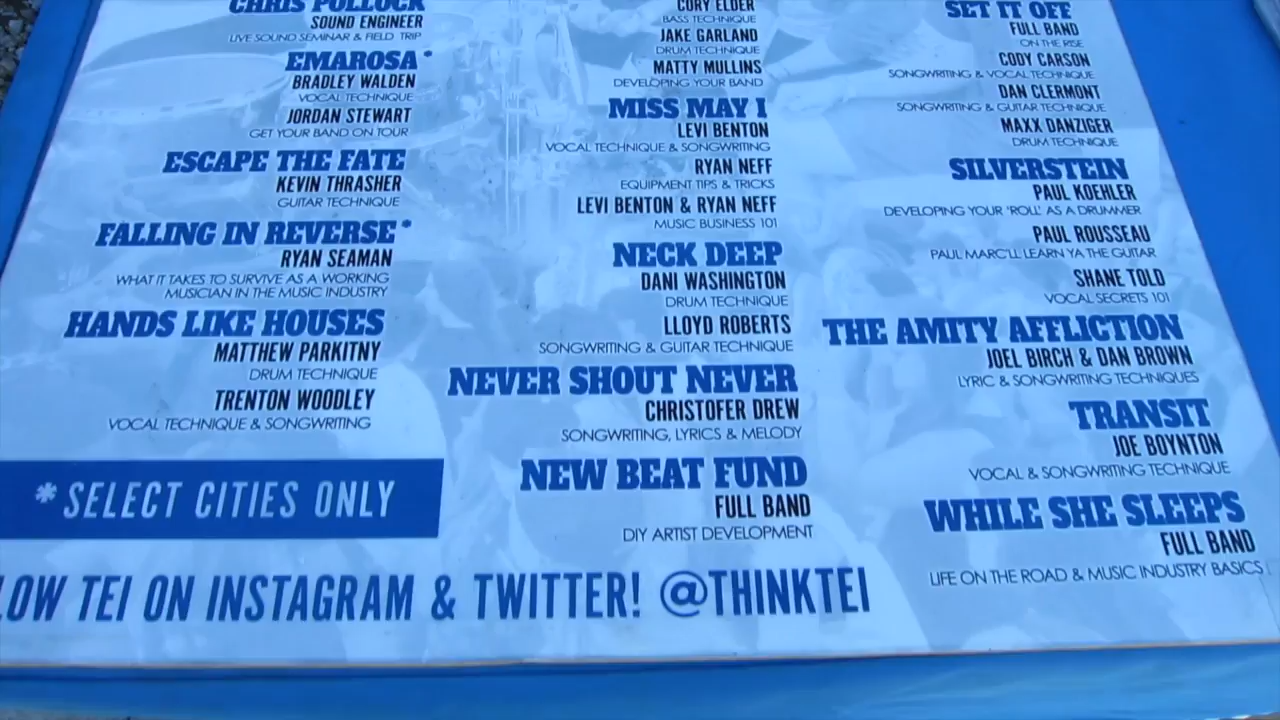 CHRIS POLLOCK
SOUND ENGINEER
LIVE SOUND SEMINAR & FIELD TRIP
EMAROSA *
BRADLEY WALDEN
VOCAL TECHNIQUE
JORDAN STEWART
GET YOUR BAND ON TOUR
ESCAPE THE FATE
KEVIN THRASHER
GUITAR TECHNIQUE
FALLING IN REVERSE *
RYAN SEAMAN
WHAT IT TAKES TO SURVIVE AS A WORKING
MUSICIAN IN THE MUSIC INDUSTRY
HANDS LIKE HOUSES
MATTHEW PARKITNY
DRUM TECHNIQUE
TRENTON WOODLEY
VOCAL TECHNIQUE & SONGWRITING
* SELECT CITIES ONLY
CORY ELDER
BASS TECHNIQUE
JAKE GARLAND
DRUM TECHNIQUE
MATTY MULLINS
DEVELOPING YOUR BAND
MISS MAY I
LEVI BENTON
VOCAL TECHNIQUE & SONGWRITING
RYAN NEFF
EQUIPMENT TIPS & TRICKS
LEVI BENTON & RYAN NEFF
MUSIC BUSINESS 101
NECK DEEP
DANI WASHINGTON
DRUM TECHNIQUE
LLOYD ROBERTS
SONGWRITING & GUITAR TECHNIQUE
NEVER SHOUT NEVER
CHRISTOFER DREW
SONGWRITING, LYRICS & MELODY
NEW BEAT FUND
FULL BAND
DIY ARTIST DEVELOPMENT
SET IT OFF
FULL BAND
ON THE RISE
CODY CARSON
SONGWRITING & VOCAL TECHNIQUE
DAN CLERMONT
SONGWRITING & GUITAR TECHNIQUE
MAXX DANZIGER
DRUM TECHNIQUE
SILVERSTEIN
PAUL KOEHLER
DEVELOPING YOUR 'ROLL' AS A DRUMMER
PAUL ROUSSEAU
PAUL MARC'LL LEARN YA THE GUITAR
SHANE TOLD
VOCAL SECRETS 101
THE AMITY AFFLICTION
JOEL BIRCH & DAN BROWN
LYRIC & SONGWRITING TECHNIQUES
TRANSIT
JOE BOYNTON
VOCAL & SONGWRITING TECHNIQUE
WHILE SHE SLEEPS
FULL BAND
LIFE ON THE ROAD & MUSIC INDUSTRY BASICS
LOW TEI ON INSTAGRAM & TWITTER! @THINKTEI